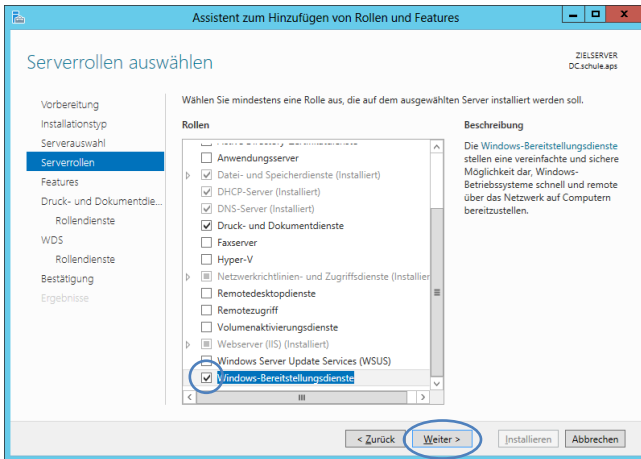 Assistent zum Hinzufügen von Rollen und Features
Serverrollen auswählen
ZIELSERVER
DC.schule.aps
Vorbereitung
Installationstyp
Serverauswahl
Serverrollen
Features
Druck- und Dokumentdie...
Rollendienste
WDS
Rollendienste
Bestätigung
Ergebnisse
Wählen Sie mindestens eine Rolle aus, die auf dem ausgewählten Server installiert werden soll.
Rollen
Anwendungsserver
Datei- und Speicherdienste (Installiert)
DHCP-Server (Installiert)
DNS-Server (Installiert)
Druck- und Dokumentdienste
Faxserver
Hyper-V
Netzwerkrichtlinien- und Zugriffsdienste (Installier
Remotedesktopdienste
Remotezugriff
Volumenaktivierungsdienste
Webserver (IIS) (Installiert)
Windows Server Update Services (WSUS)
Windows-Bereitstellungsdienste
Beschreibung
Die Windows-Bereitstellungsdienste
stellen eine vereinfachte und sichere
Möglichkeit dar, Windows-
Betriebssysteme schnell und remote
über das Netzwerk auf Computern
bereitzustellen.
< Zurück
Weiter >
Installieren
Abbrechen